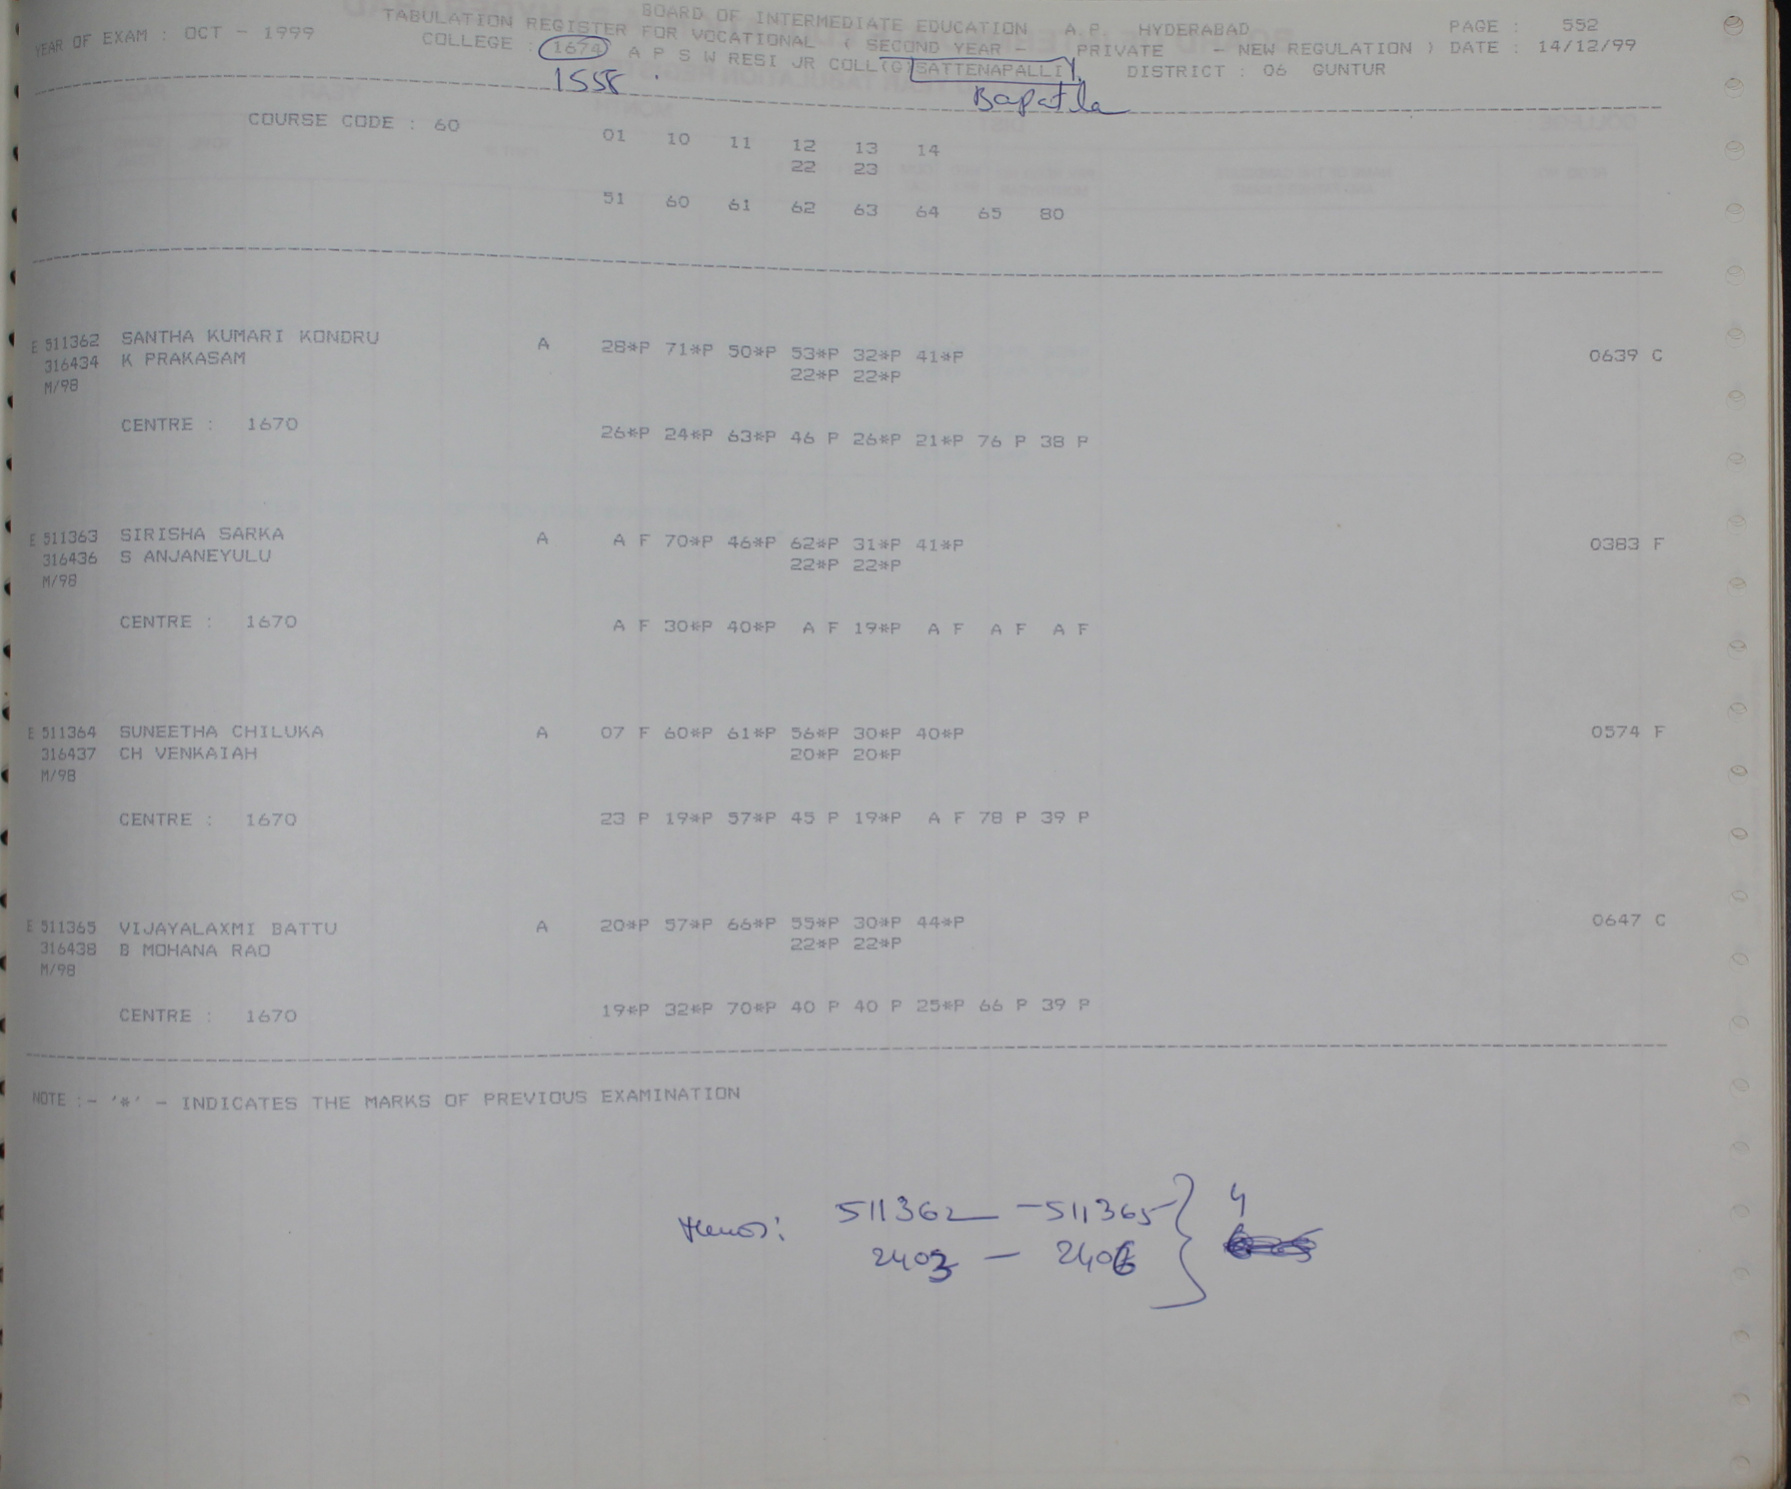 BOARD OF INTERMEDIATE EDUCATION A.P. HYDERABAD PAGE : 552
YEAR OF EXAM : OCT - 1999 TABULATION REGISTER FOR VOCATIONAL ( SECOND YEAR - PRIVATE - NEW REGULATION ) DATE : 14/12/99
COLLEGE : 1674 A P S W RESI JR COLL(G)SATTENAPALLI DISTRICT : 06 GUNTUR
1558 Bapatla
COURSE CODE : 60 01 10 11 12 13 14
22 23
51 60 61 62 63 64 65 80
E 511362 SANTHA KUMARI KONDRU A 28*P 71*P 50*P 53*P 32*P 41*P 0639 C
316434 K PRAKASAM 22*P 22*P
M/98
CENTRE : 1670 26*P 24*P 63*P 46 P 26*P 21*P 76 P 38 P
E 511363 SIRISHA SARKA A A F 70*P 46*P 62*P 31*P 41*P 0383 F
316436 S ANJANEYULU 22*P 22*P
M/98
CENTRE : 1670 A F 30*P 40*P A F 19*P A F A F A F
E 511364 SUNEETHA CHILUKA A 07 F 60*P 61*P 56*P 30*P 40*P 0574 F
316437 CH VENKAIAH 20*P 20*P
M/98
CENTRE : 1670 23 P 19*P 57*P 45 P 19*P A F 78 P 39 P
E 511365 VIJAYALAXMI BATTU A 20*P 57*P 66*P 55*P 30*P 44*P 0647 C
316438 B MOHANA RAO 22*P 22*P
M/98
CENTRE : 1670 19*P 32*P 70*P 40 P 40 P 25*P 66 P 39 P
NOTE :- '*' - INDICATES THE MARKS OF PREVIOUS EXAMINATION
511362 - 511365 } 4
2403 - 2406